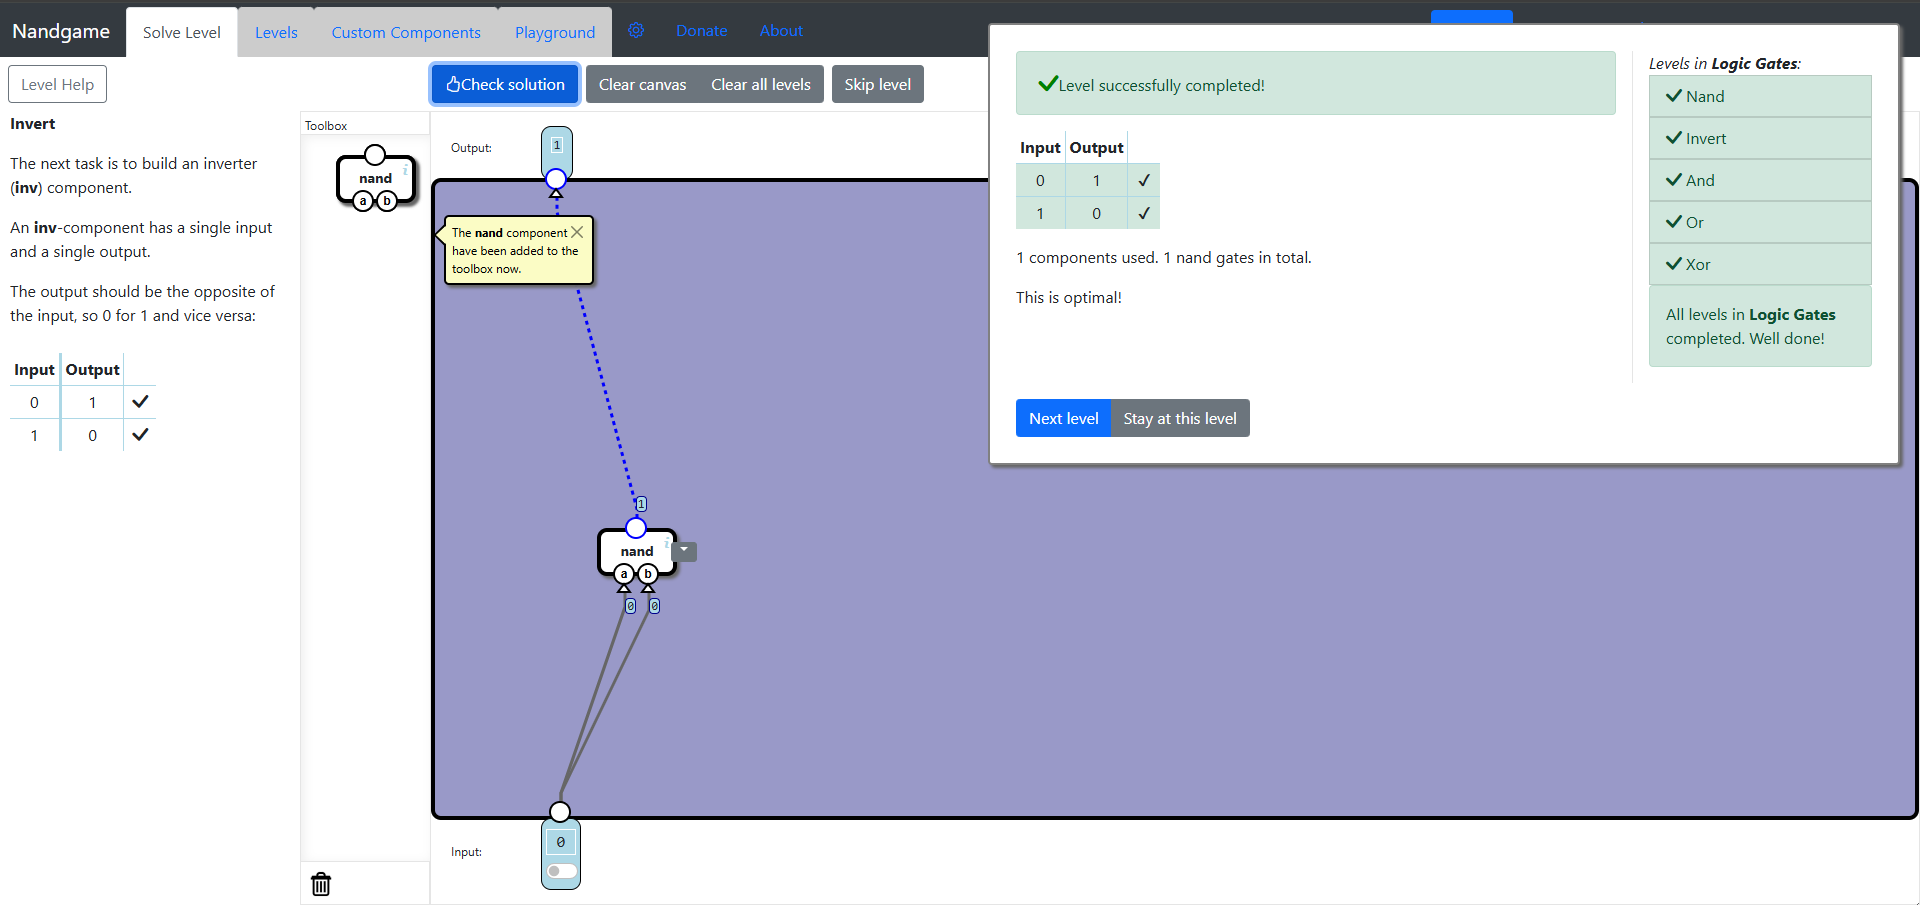 Nandgame
Solve Level
Levels
Custom Components
Playground
Donate
About
Level Help
Check solution
Clear canvas
Clear all levels
Skip level
Invert
The next task is to build an inverter
(inv) component.
An inv-component has a single input
and a single output.
The output should be the opposite of
the input, so 0 for 1 and vice versa:
Input Output
0 1
1 0
Toolbox
nand
i
a b
Output:
1
The nand component
have been added to the
toolbox now.
1
nand
i
a b
0 0
Input:
0
Level successfully completed!
Input Output
0 1
1 0
1 components used. 1 nand gates in total.
This is optimal!
Next level
Stay at this level
Levels in Logic Gates:
Nand
Invert
And
Or
Xor
All levels in Logic Gates
completed. Well done!